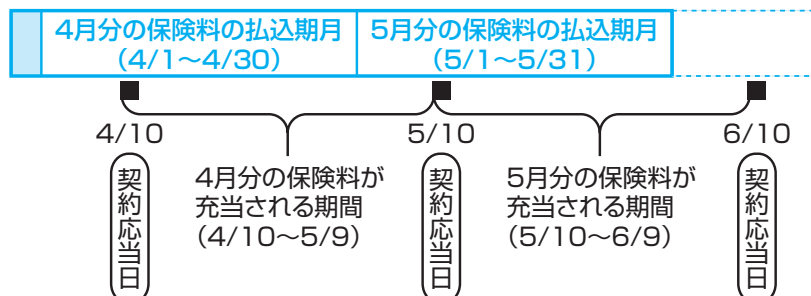 4月分の保険料の払込期月
(4/1～4/30)
5月分の保険料の払込期月
(5/1～5/31)
4/10
5/10
6/10
契約応当日
4月分の保険料が
充当される期間
(4/10～5/9)
契約応当日
5月分の保険料が
充当される期間
(5/10～6/9)
契約応当日